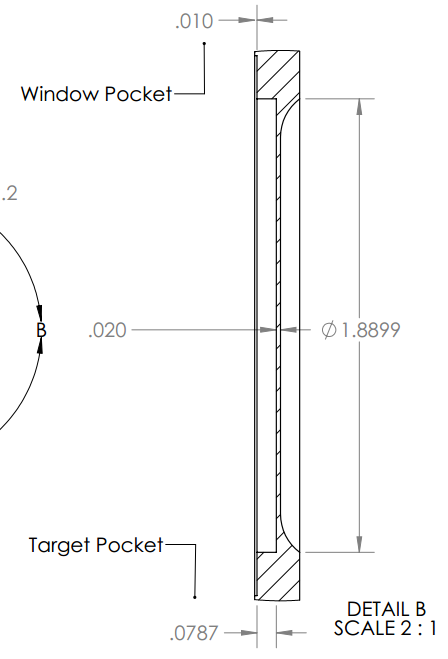 .010
Window Pocket
.2
B
.020
⌀1.8899
Target Pocket
.0787
DETAIL B
SCALE 2 : 1